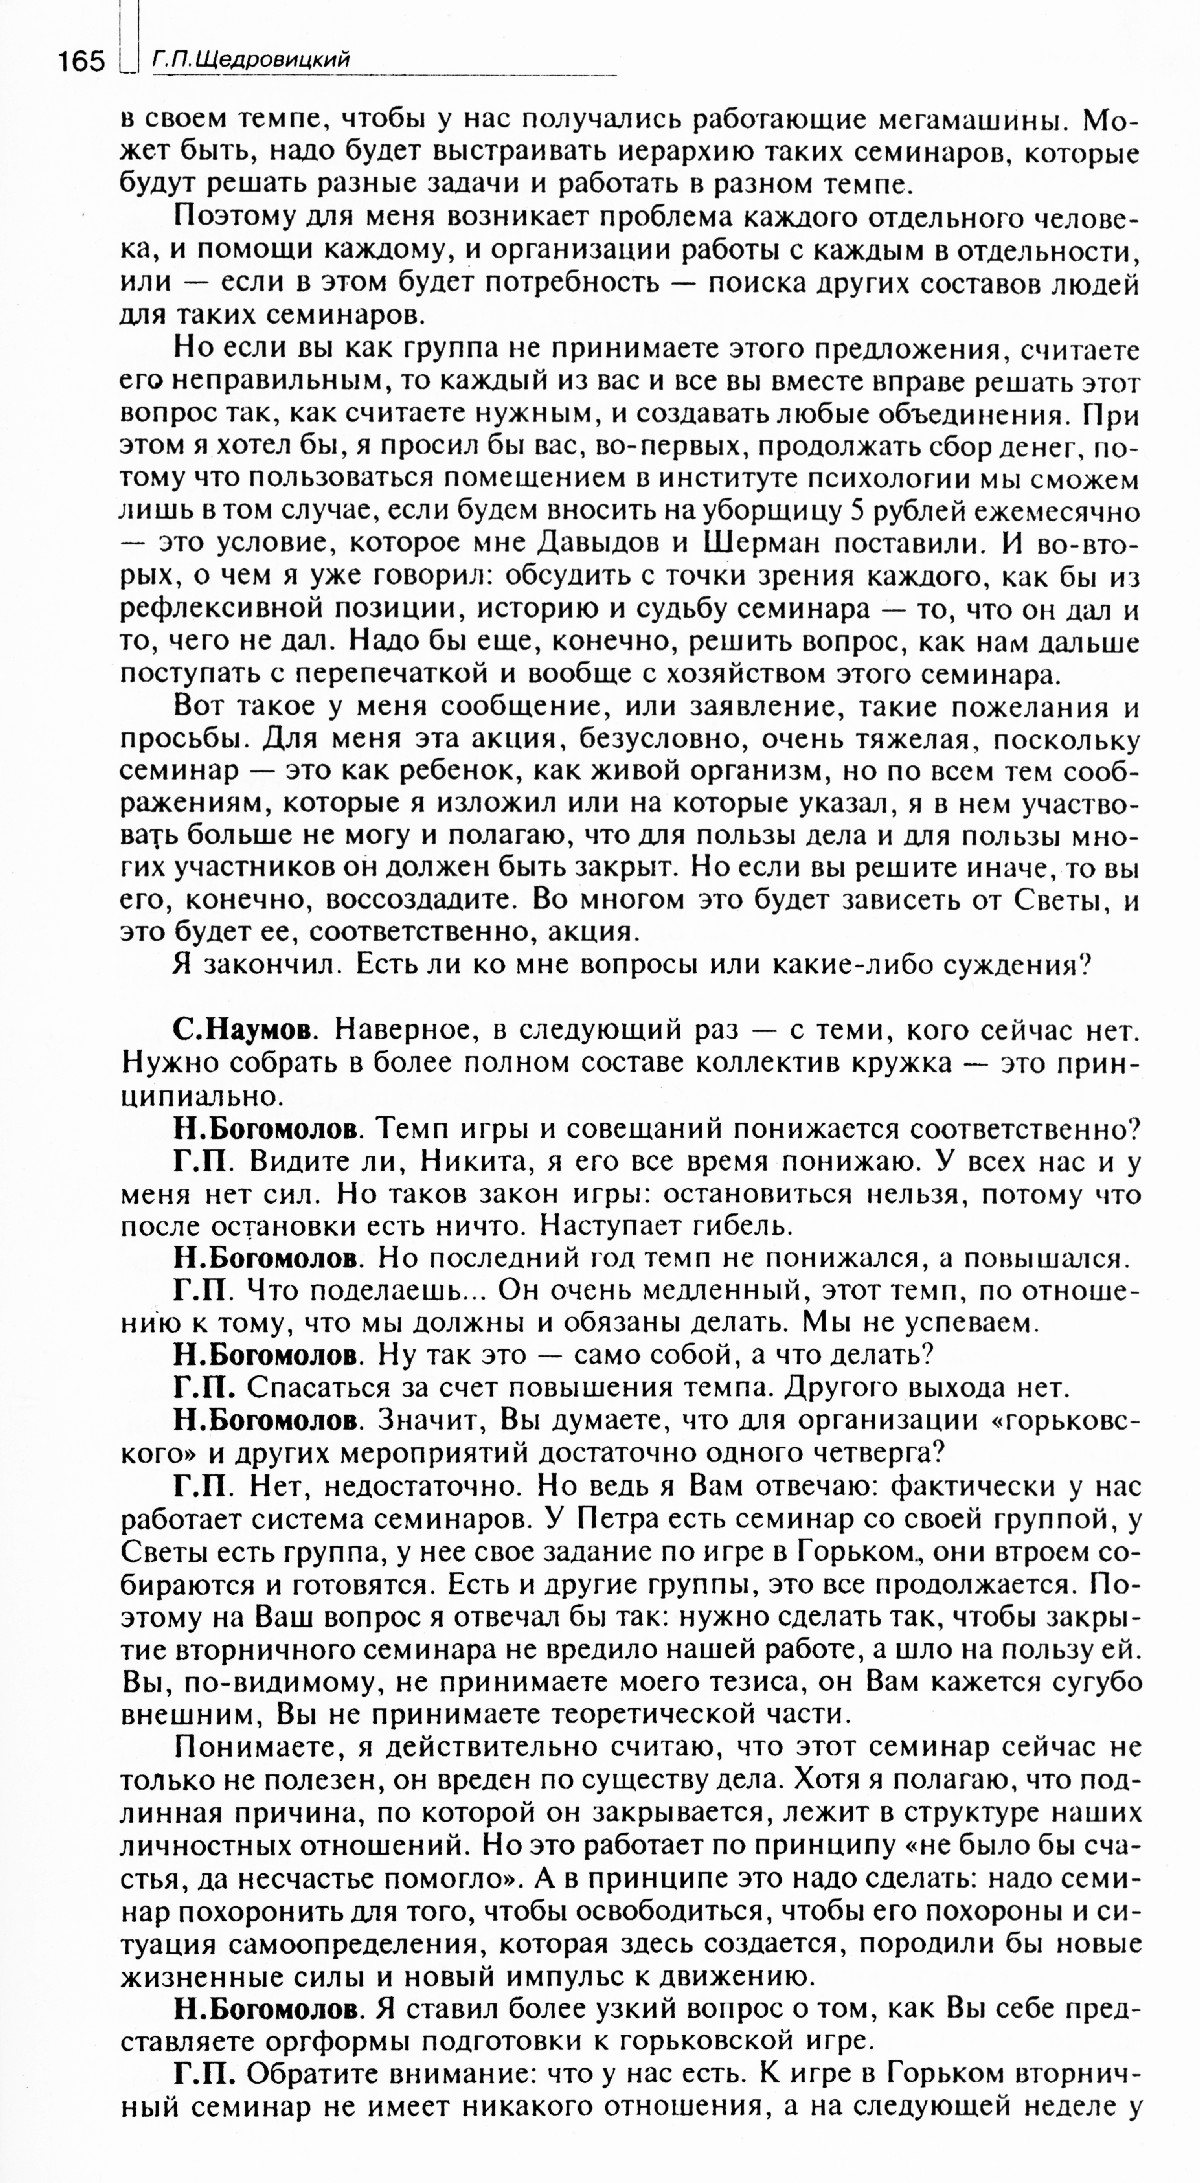 165
Г.П.Щедровицкий
в своем темпе, чтобы у нас получались работающие мегамашины. Мо-
жет быть, надо будет выстраивать иерархию таких семинаров, которые
будут решать разные задачи и работать в разном темпе.
Поэтому для меня возникает проблема каждого отдельного челове-
ка, и помощи каждому, и организации работы с каждым в отдельности,
или — если в этом будет потребность — поиска других составов людей
для таких семинаров.
Но если вы как группа не принимаете этого предложения, считаете
его неправильным, то каждый из вас и все вы вместе вправе решать этот
вопрос так, как считаете нужным, и создавать любые объединения. При
этом я хотел бы, я просил бы вас, во-первых, продолжать сбор денег, по-
тому что пользоваться помещением в институте психологии мы сможем
лишь в том случае, если будем вносить на уборщицу 5 рублей ежемесячно
— это условие, которое мне Давыдов и Шерман поставили. И во-вто-
рых, о чем я уже говорил: обсудить с точки зрения каждого, как бы из
рефлексивной позиции, историю и судьбу семинара — то, что он дал и
то, чего не дал. Надо бы еще, конечно, решить вопрос, как нам дальше
поступать с перепечаткой и вообще с хозяйством этого семинара.
Вот такое у меня сообщение, или заявление, такие пожелания и
просьбы. Для меня эта акция, безусловно, очень тяжелая, поскольку
семинар — это как ребенок, как живой организм, но по всем тем сооб-
ражениям, которые я изложил или на которые указал, я в нем участво-
вать больше не могу и полагаю, что для пользы дела и для пользы мно-
гих участников он должен быть закрыт. Но если вы решите иначе, то вы
его, конечно, воссоздадите. Во многом это будет зависеть от Светы, и
это будет ее, соответственно, акция.
Я закончил. Есть ли ко мне вопросы или какие-либо суждения?
С.Наумов. Наверное, в следующий раз — с теми, кого сейчас нет.
Нужно собрать в более полном составе коллектив кружка — это прин-
ципиально.
Н.Богомолов. Темп игры и совещаний понижается соответственно?
Г.П. Видите ли, Никита, я его все время понижаю. У всех нас и у
меня нет сил. Но таков закон игры: остановиться нельзя, потому что
после остановки есть ничто. Наступает гибель.
Н.Богомолов. Но последний год темп не понижался, а повышался.
Г.П. Что поделаешь... Он очень медленный, этот темп, по отноше-
нию к тому, что мы должны и обязаны делать. Мы не успеваем.
Н.Богомолов. Ну так это — само собой, а что делать?
Г.П. Спасаться за счет повышения темпа. Другого выхода нет.
Н.Богомолов. Значит, Вы думаете, что для организации «горьковс-
кого» и других мероприятий достаточно одного четверга?
Г.П. Нет, недостаточно. Но ведь я Вам отвечаю: фактически у нас
работает система семинаров. У Петра есть семинар со своей группой, у
Светы есть группа, у нее свое задание по игре в Горьком., они втроем со-
бираются и готовятся. Есть и другие группы, это все продолжается. По-
этому на Ваш вопрос я отвечал бы так: нужно сделать так, чтобы закры-
тие вторничного семинара не вредило нашей работе, а шло на пользу ей.
Вы, по-видимому, не принимаете моего тезиса, он Вам кажется сугубо
внешним, Вы не принимаете теоретической части.
Понимаете, я действительно считаю, что этот семинар сейчас не
только не полезен, он вреден по существу дела. Хотя я полагаю, что под-
линная причина, по которой он закрывается, лежит в структуре наших
личностных отношений. Но это работает по принципу «не было бы сча-
стья, да несчастье помогло». А в принципе это надо сделать: надо семи-
нар похоронить для того, чтобы освободиться, чтобы его похороны и си-
туация самоопределения, которая здесь создается, породили бы новые
жизненные силы и новый импульс к движению.
Н.Богомолов. Я ставил более узкий вопрос о том, как Вы себе пред-
ставляете оргформы подготовки к горьковской игре.
Г.П. Обратите внимание: что у нас есть. К игре в Горьком вторнич-
ный семинар не имеет никакого отношения, а на следующей неделе у